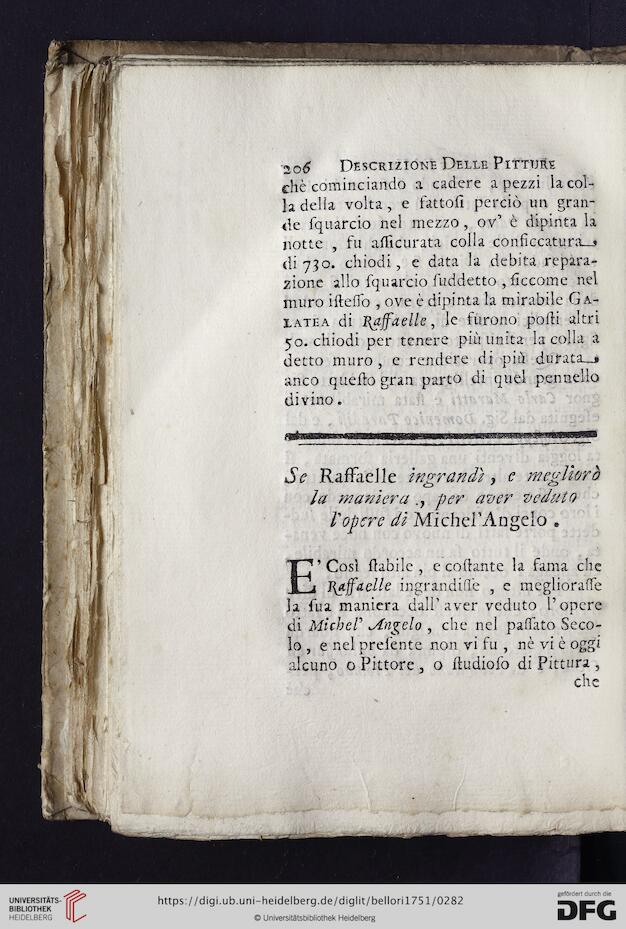 206 DESCRIZIONE DELLE PITTURE
chè cominciando a cadere a pezzi la col-
la della volta, e fattoſi perciò un gran-
de ſquarcio nel mezzo, ov' è dipinta la
notte, fu aſſicurata colla conficcatura,
di 730. chiodi, e data la debita repara-
zione allo ſquarcio ſuddetto, ſiccome nel
muro iſteſſo, ove è dipinta la mirabile GA-
LATEA di Raffaelle, le furono poſti altri
50. chiodi per tenere più unita la colla a
detto muro, e rendere di più durata,
anco queſto gran parto di quel pennello
divino.
Se Raffaelle ingrandì, e megliorò
la maniera, per aver veduto
l'opere di Michel'Angelo.
E' Così ſtabile, e coſtante la fama che
Raffaelle ingrandiſſe, e meglioraſſe
la ſua maniera dall' aver veduto l'opere
di Michel' Angelo, che nel paſſato Seco-
lo, e nel preſente non vi fu, nè vi è oggi
alcuno o Pittore, o ſtudioſo di Pittura,
che
UNIVERSITÄTS-
BIBLIOTHEK
HEIDELBERG
https://digi.ub.uni-heidelberg.de/diglit/bellori1751/0282
© Universitätsbibliothek Heidelberg
gefördert durch die
DFG